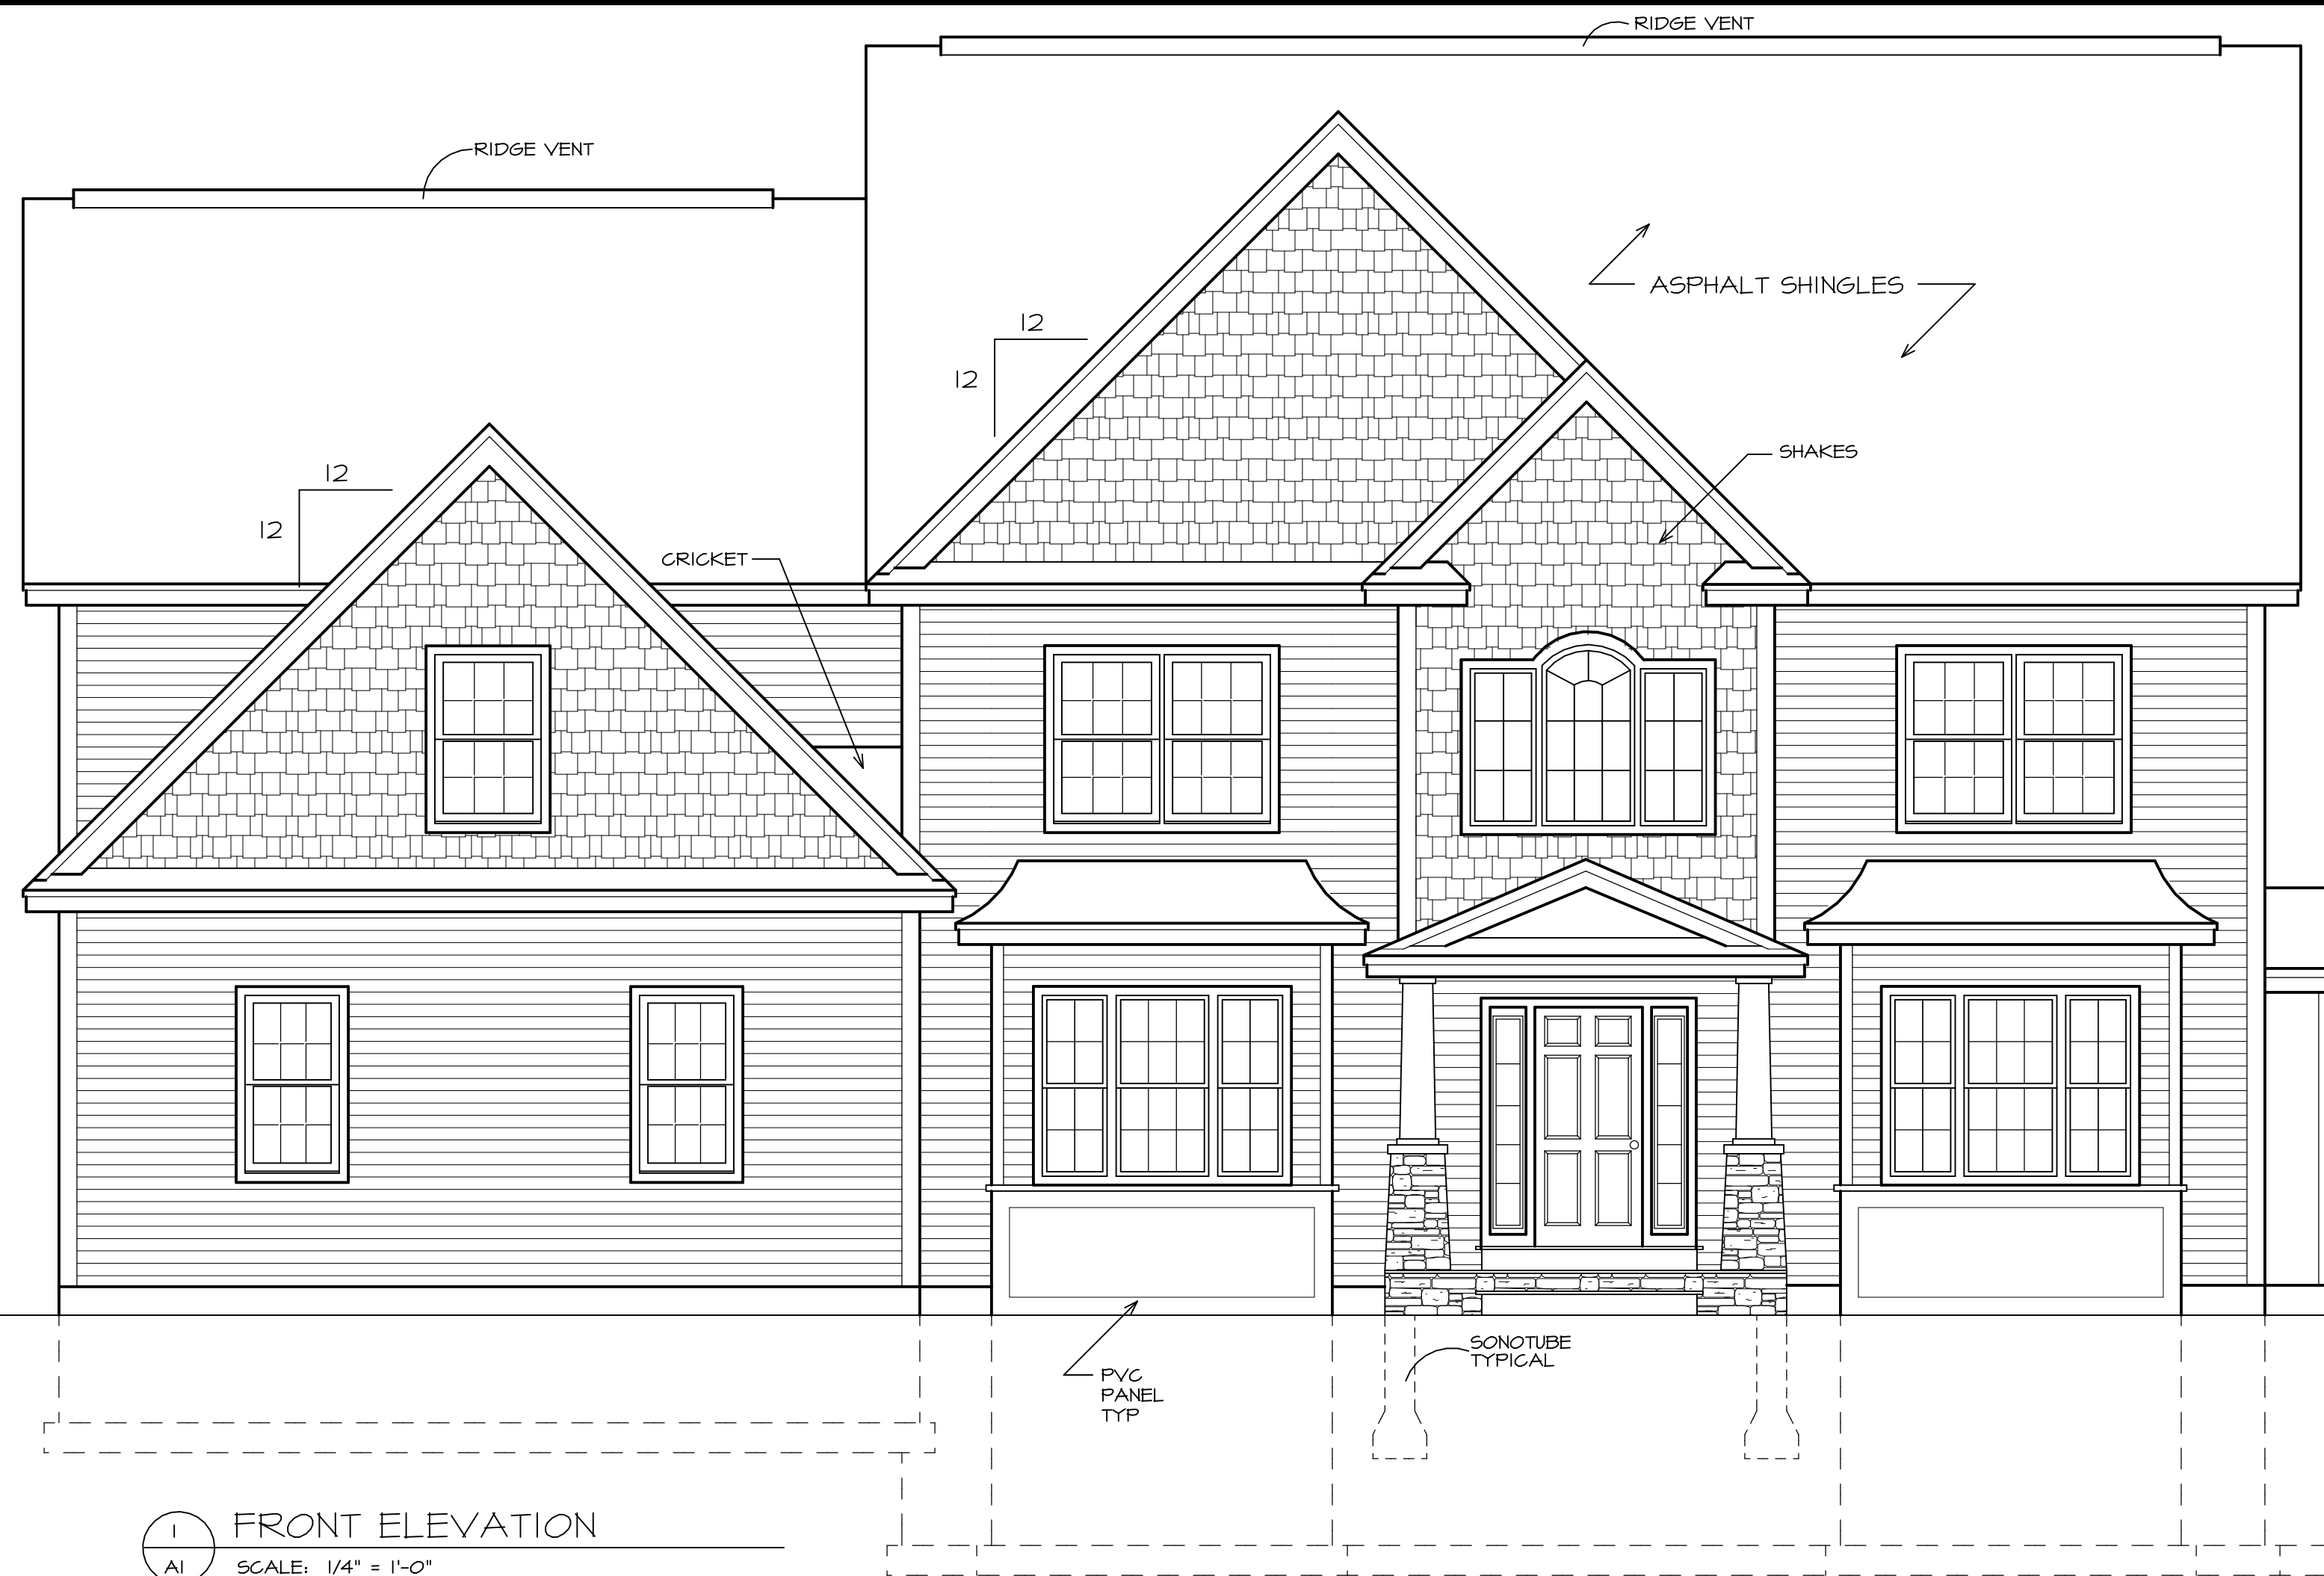 RIDGE VENT
RIDGE VENT
ASPHALT SHINGLES
12
12
SHAKES
12
12
CRICKET
SONOTUBE
TYPICAL
PVC
PANEL
TYP
1
A1
FRONT ELEVATION
SCALE: 1/4" = 1'-0"